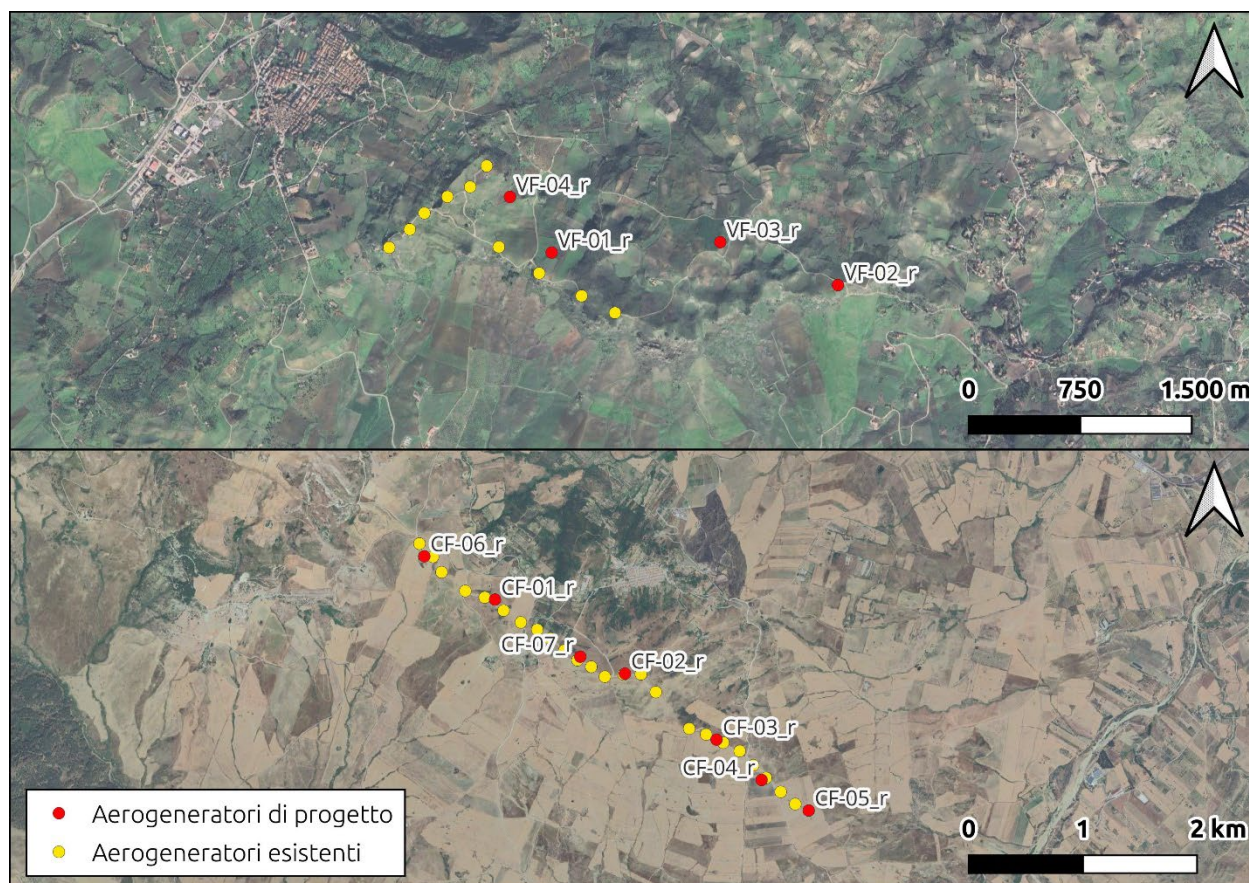 VF-04_r
VF-01_r
VF-03_r
VF-02_r
0 750 1.500 m
CF-06_r
CF-01_r
CF-07_r
CF-02_r
CF-03_r
CF-04_r
CF-05_r
Aerogeneratori di progetto
Aerogeneratori esistenti
0 1 2 km